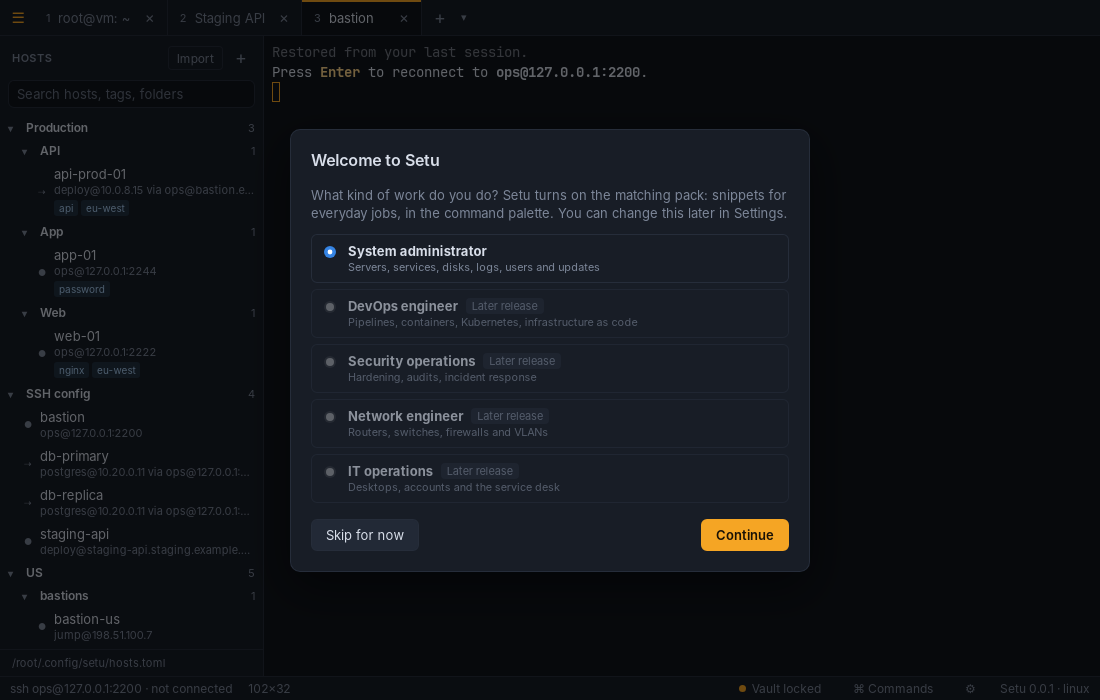 ☰ 1 root@vm: ~ × 2 Staging API × 3 bastion × + ▾
HOSTS Import +
Search hosts, tags, folders
▾ Production 3
▾ API 1
api-prod-01
⇢ deploy@10.0.8.15 via ops@bastion.e...
api eu-west
▾ App 1
app-01
● ops@127.0.0.1:2244
password
▾ Web 1
web-01
● ops@127.0.0.1:2222
nginx eu-west
▾ SSH config 4
bastion
● ops@127.0.0.1:2200
db-primary
⇢ postgres@10.20.0.11 via ops@127.0.0.1:...
db-replica
⇢ postgres@10.20.0.11 via ops@127.0.0.1:...
staging-api
● deploy@staging-api.staging.example....
▾ US 5
▾ bastions 1
bastion-us
● jump@198.51.100.7
/root/.config/setu/hosts.toml
Restored from your last session.
Press Enter to reconnect to ops@127.0.0.1:2200.
Welcome to Setu
What kind of work do you do? Setu turns on the matching pack: snippets for
everyday jobs, in the command palette. You can change this later in Settings.
System administrator
Servers, services, disks, logs, users and updates
DevOps engineer Later release
Pipelines, containers, Kubernetes, infrastructure as code
Security operations Later release
Hardening, audits, incident response
Network engineer Later release
Routers, switches, firewalls and VLANs
IT operations Later release
Desktops, accounts and the service desk
Skip for now Continue
ssh ops@127.0.0.1:2200 · not connected 102×32 ● Vault locked ⌘ Commands ⚙ Setu 0.0.1 · linux